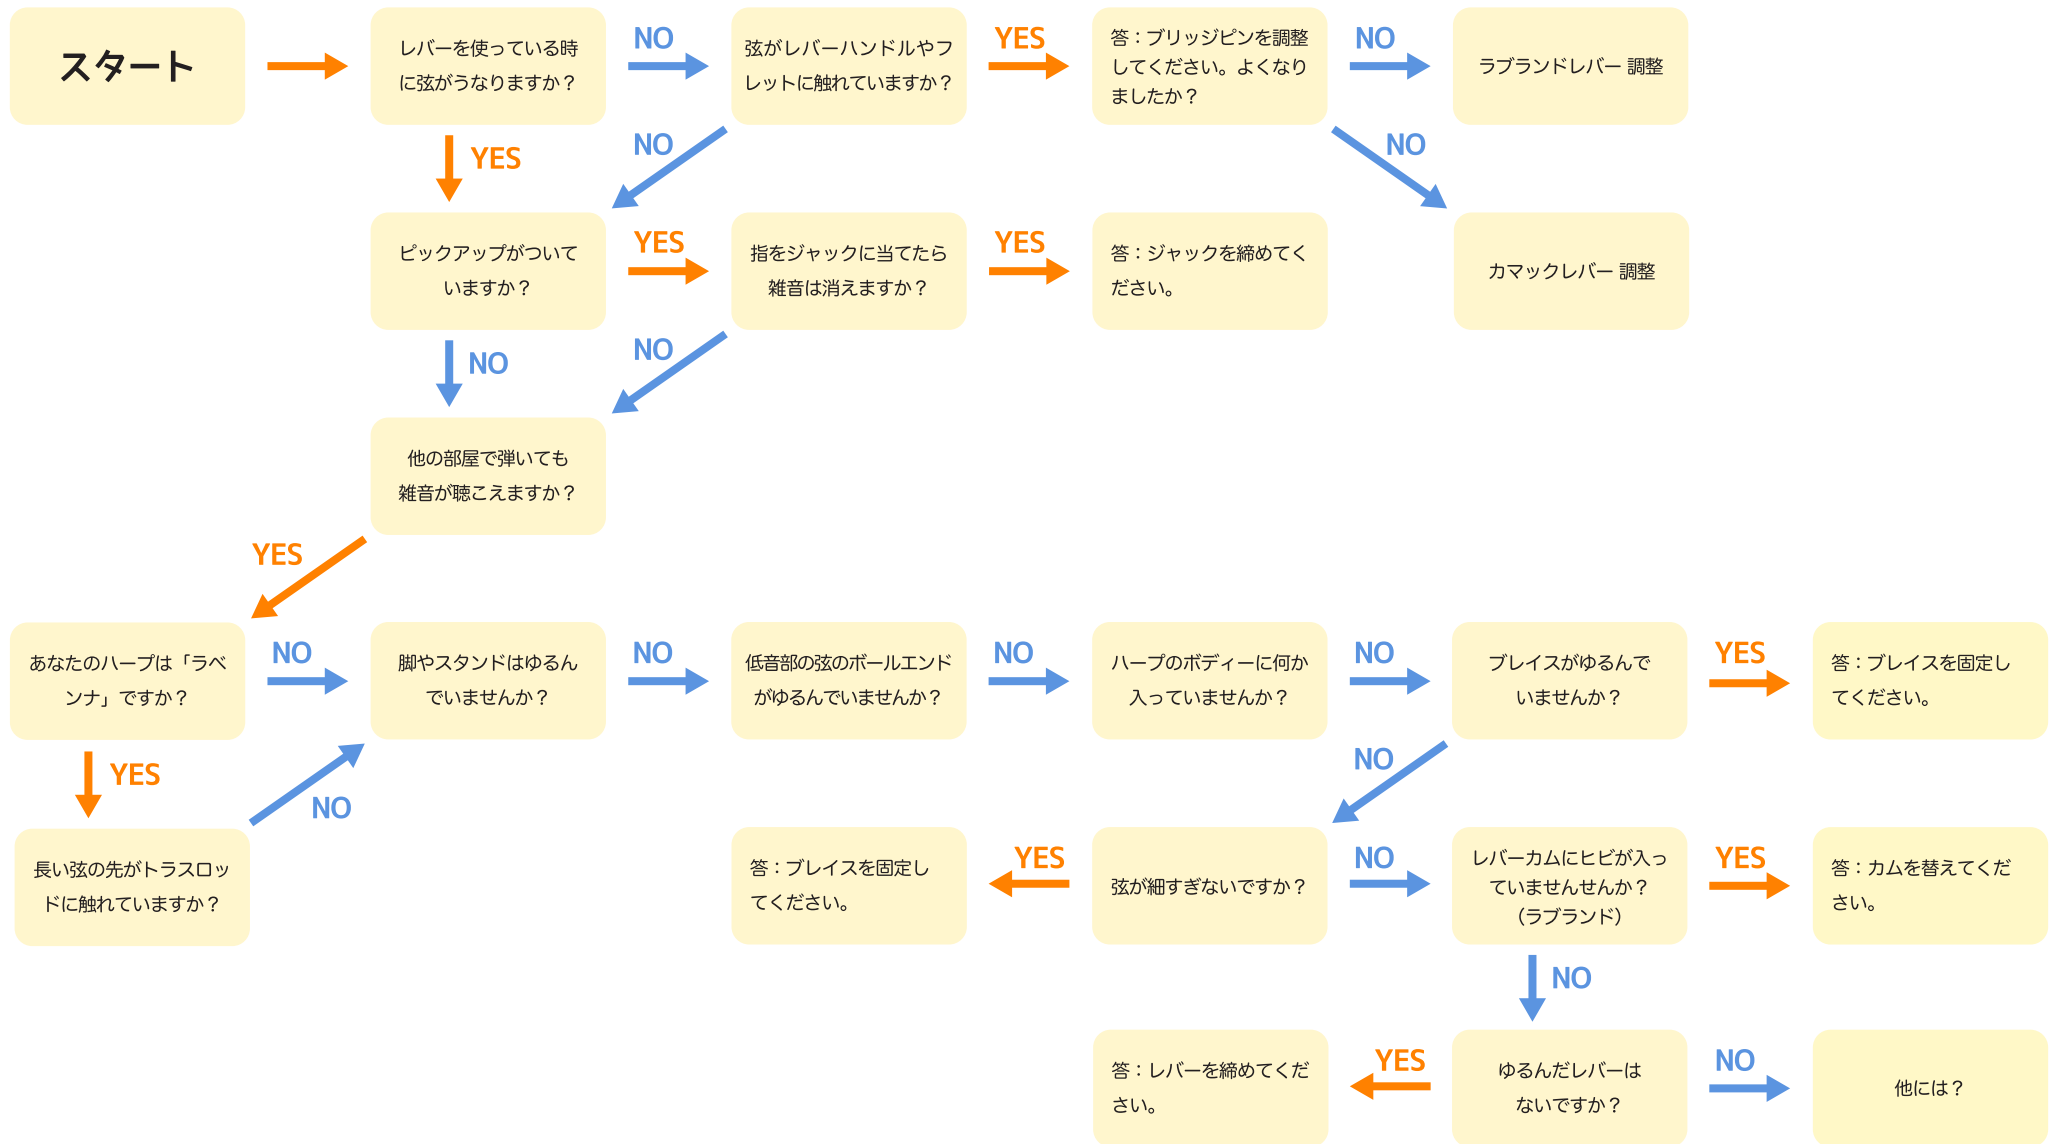 スタート
レバーを使っている時
に弦がうなりますか？
NO
弦がレバーハンドルやフ
レットに触れていますか？
YES
答：ブリッジピンを調整
してください。よくなり
ましたか？
NO
ラブランドレバー 調整
YES
NO
NO
ピックアップがついて
いますか？
YES
指をジャックに当てたら
雑音は消えますか？
YES
答：ジャックを締めてく
ださい。
カマックレバー 調整
NO
NO
他の部屋で弾いても
雑音が聴こえますか？
YES
あなたのハープは「ラベ
ンナ」ですか？
NO
脚やスタンドはゆるん
でいませんか？
NO
低音部の弦のボールエンド
がゆるんでいませんか？
NO
ハープのボディーに何か
入っていませんか？
NO
ブレイスがゆるんで
いませんか？
YES
答：ブレイスを固定し
てください。
YES
NO
NO
長い弦の先がトラスロッ
ドに触れていますか？
答：ブレイスを固定し
てください。
YES
弦が細すぎないですか？
NO
レバーカムにヒビが入っ
ていませんせんか？
（ラブランド）
YES
答：カムを替えてくだ
さい。
NO
答：レバーを締めてくだ
さい。
YES
ゆるんだレバーは
ないですか？
NO
他には？